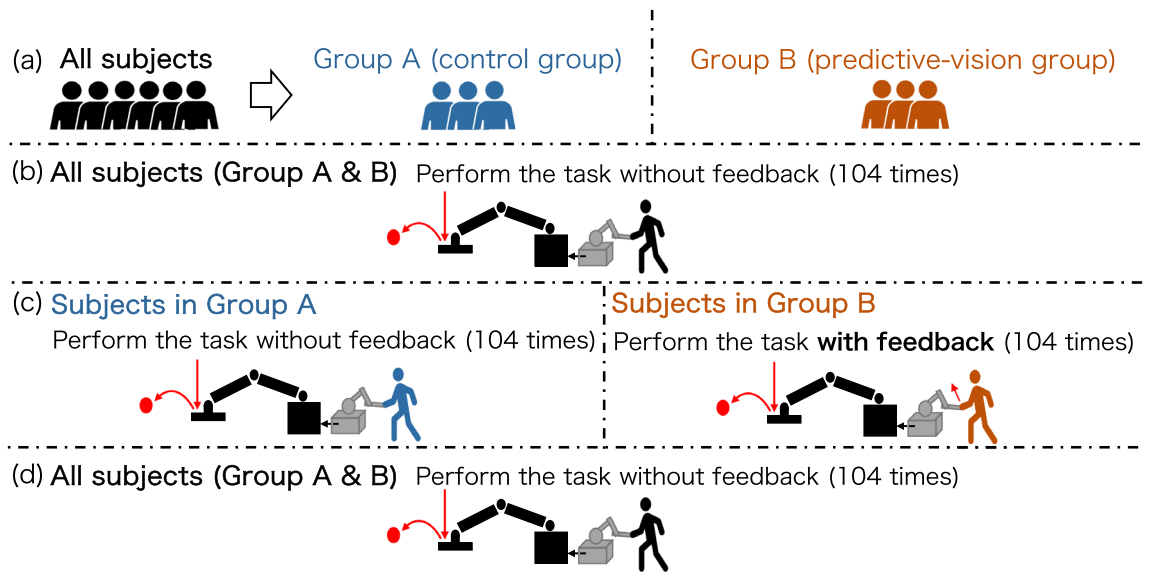 (a) All subjects
Group A (control group)
Group B (predictive-vision group)
(b) All subjects (Group A & B) Perform the task without feedback (104 times)
(c) Subjects in Group A
Perform the task without feedback (104 times)
Subjects in Group B
Perform the task with feedback (104 times)
(d) All subjects (Group A & B) Perform the task without feedback (104 times)